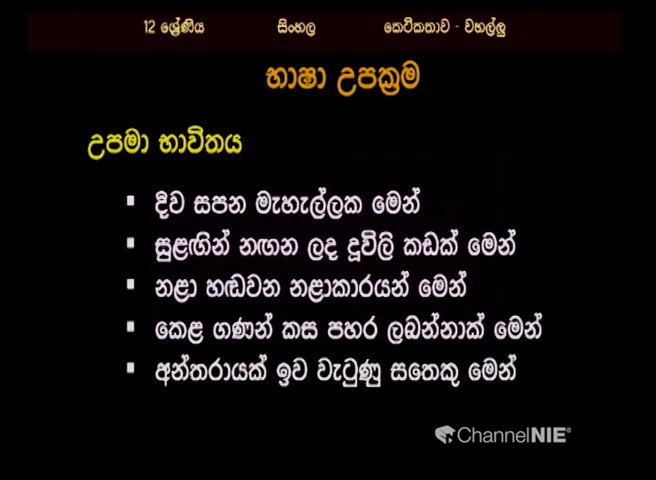 12 ශ්‍රේණිය සිංහල කෙටිකතාව - වහල්ලු
භාෂා උපක්‍රම
උපමා භාවිතය
▪ දිව සපන මැහැල්ලක මෙන්
▪ සුළඟින් නඟන ලද දූවිලි කඩක් මෙන්
▪ නළා හඬවන නළාකාරයන් මෙන්
▪ කෙළ ගණන් කස පහර ලබන්නාක් මෙන්
▪ අන්තරායක් ඉව වැටුණු සතෙකු මෙන්
ChannelNIE®